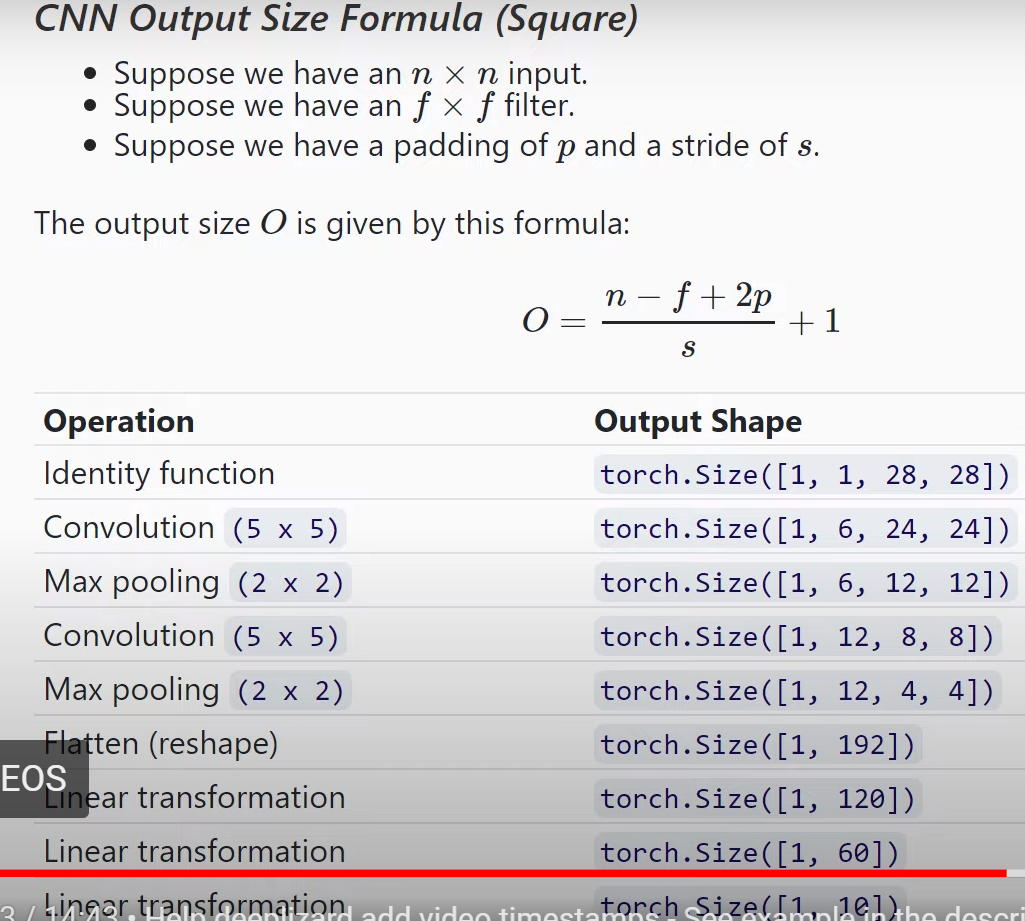 CNN Output Size Formula (Square)
• Suppose we have an n × n input.
• Suppose we have an f × f filter.
• Suppose we have a padding of p and a stride of s.
The output size O is given by this formula:
O = (n − f + 2p) / s + 1
Operation Output Shape
Identity function torch.Size([1, 1, 28, 28])
Convolution (5 x 5) torch.Size([1, 6, 24, 24])
Max pooling (2 x 2) torch.Size([1, 6, 12, 12])
Convolution (5 x 5) torch.Size([1, 12, 8, 8])
Max pooling (2 x 2) torch.Size([1, 12, 4, 4])
Flatten (reshape) torch.Size([1, 192])
EOS
Linear transformation torch.Size([1, 120])
Linear transformation torch.Size([1, 60])
Linear transformation torch.Size([1, 10])
3 / 14:43 • Help deeplizard add video timestamps - See example in the descri